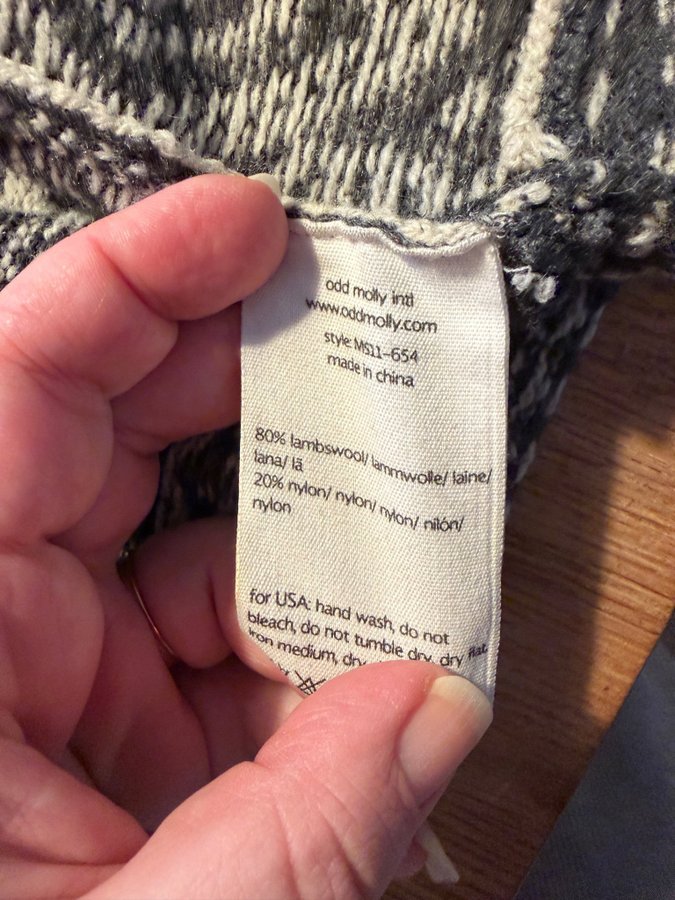 odd molly intl
www.oddmolly.com
style: MS11-654
made in china
80% lambswool/ lammwolle/ laine/
lana/ lã
20% nylon/ nylon/ nylon/ nilón/
nylon
for USA: hand wash, do not
bleach, do not tumble dry, dry flat,
iron medium, dry